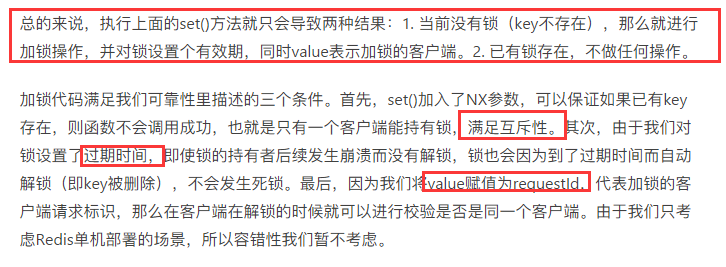 总的来说，执行上面的set()方法就只会导致两种结果：1. 当前没有锁（key不存在），那么就进行
加锁操作，并对锁设置个有效期，同时value表示加锁的客户端。2. 已有锁存在，不做任何操作。
加锁代码满足我们可靠性里描述的三个条件。首先，set()加入了NX参数，可以保证如果已有key
存在，则函数不会调用成功，也就是只有一个客户端能持有锁，满足互斥性。其次，由于我们对
锁设置了过期时间，即使锁的持有者后续发生崩溃而没有解锁，锁也会因为到了过期时间而自动
解锁（即key被删除），不会发生死锁。最后，因为我们将value赋值为requestId，代表加锁的客
户端请求标识，那么在客户端在解锁的时候就可以进行校验是否是同一个客户端。由于我们只考
虑Redis单机部署的场景，所以容错性我们暂不考虑。